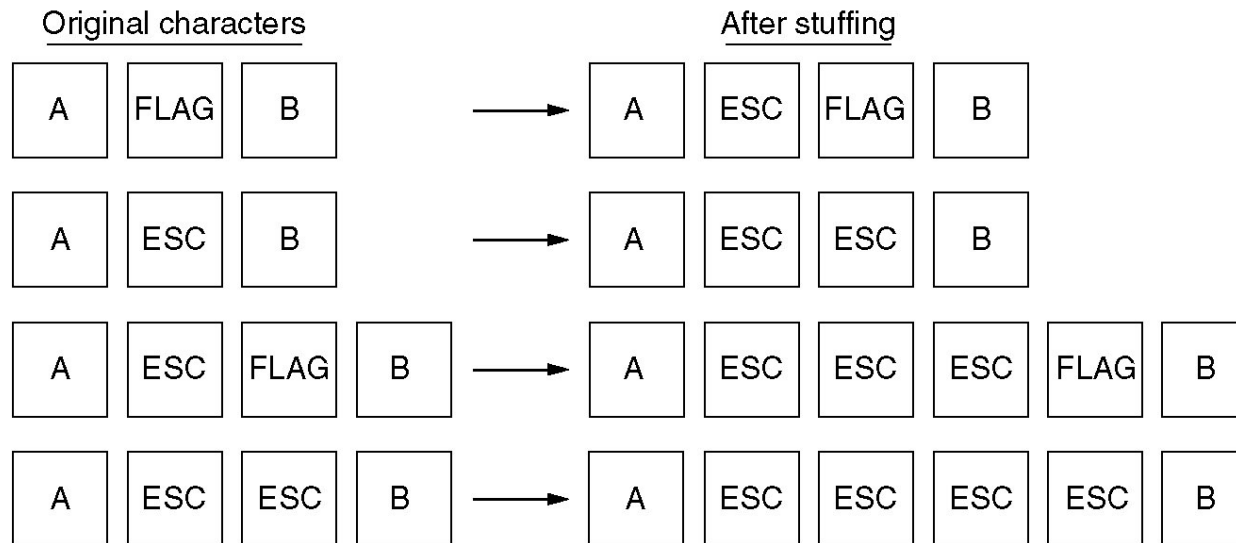 Original characters After stuffing
A FLAG B A ESC FLAG B
A ESC B A ESC ESC B
A ESC FLAG B A ESC ESC ESC FLAG B
A ESC ESC B A ESC ESC ESC ESC B